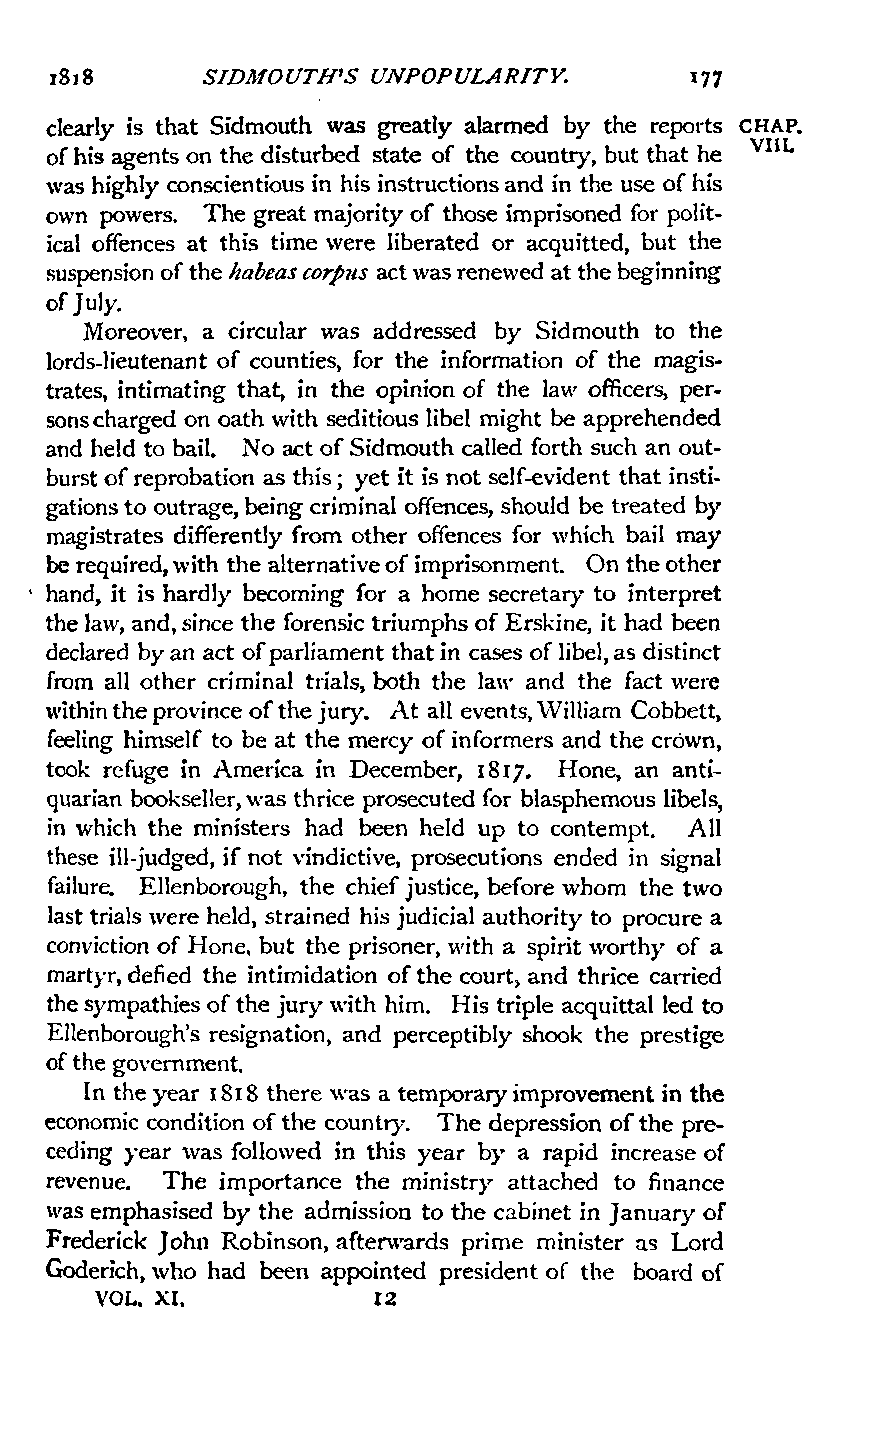 1818 SIDMOUTH'S UNPOPULARITY. 177
clearly is that Sidmouth was greatly alarmed by the reports CHAP.
of his agents on the disturbed state of the country, but that he VIII.
was highly conscientious in his instructions and in the use of his
own powers. The great majority of those imprisoned for polit-
ical offences at this time were liberated or acquitted, but the
suspension of the habeas corpus act was renewed at the beginning
of July.
Moreover, a circular was addressed by Sidmouth to the
lords-lieutenant of counties, for the information of the magis-
trates, intimating that, in the opinion of the law officers, per-
sons charged on oath with seditious libel might be apprehended
and held to bail. No act of Sidmouth called forth such an out-
burst of reprobation as this; yet it is not self-evident that insti-
gations to outrage, being criminal offences, should be treated by
magistrates differently from other offences for which bail may
be required, with the alternative of imprisonment. On the other
hand, it is hardly becoming for a home secretary to interpret
the law, and, since the forensic triumphs of Erskine, it had been
declared by an act of parliament that in cases of libel, as distinct
from all other criminal trials, both the law and the fact were
within the province of the jury. At all events, William Cobbett,
feeling himself to be at the mercy of informers and the crown,
took refuge in America in December, 1817. Hone, an anti-
quarian bookseller, was thrice prosecuted for blasphemous libels,
in which the ministers had been held up to contempt. All
these ill-judged, if not vindictive, prosecutions ended in signal
failure. Ellenborough, the chief justice, before whom the two
last trials were held, strained his judicial authority to procure a
conviction of Hone, but the prisoner, with a spirit worthy of a
martyr, defied the intimidation of the court, and thrice carried
the sympathies of the jury with him. His triple acquittal led to
Ellenborough's resignation, and perceptibly shook the prestige
of the government.
In the year 1818 there was a temporary improvement in the
economic condition of the country. The depression of the pre-
ceding year was followed in this year by a rapid increase of
revenue. The importance the ministry attached to finance
was emphasised by the admission to the cabinet in January of
Frederick John Robinson, afterwards prime minister as Lord
Goderich, who had been appointed president of the board of
VOL. XI. 12